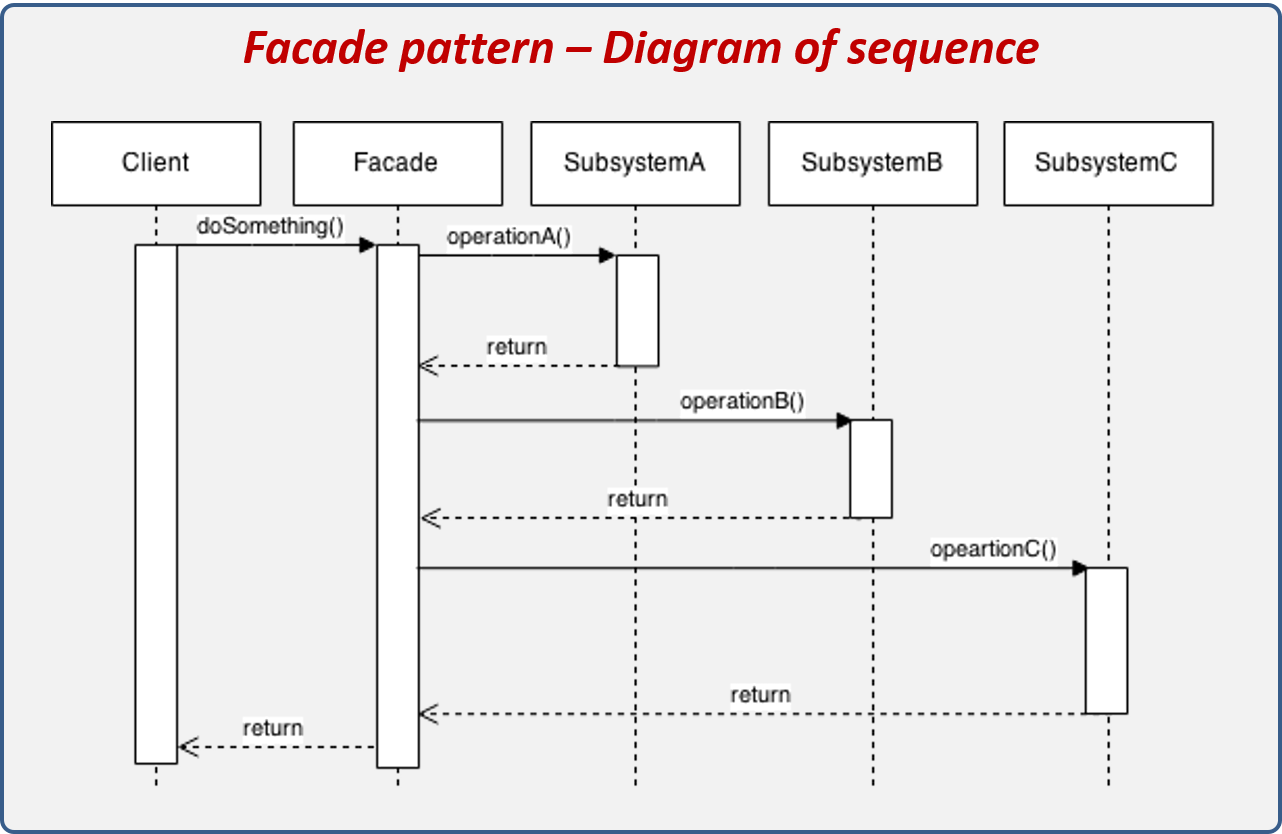 Facade pattern – Diagram of sequence
Client
Facade
SubsystemA
SubsystemB
SubsystemC
doSomething()
operationA()
return
operationB()
return
opeartionC()
return
return